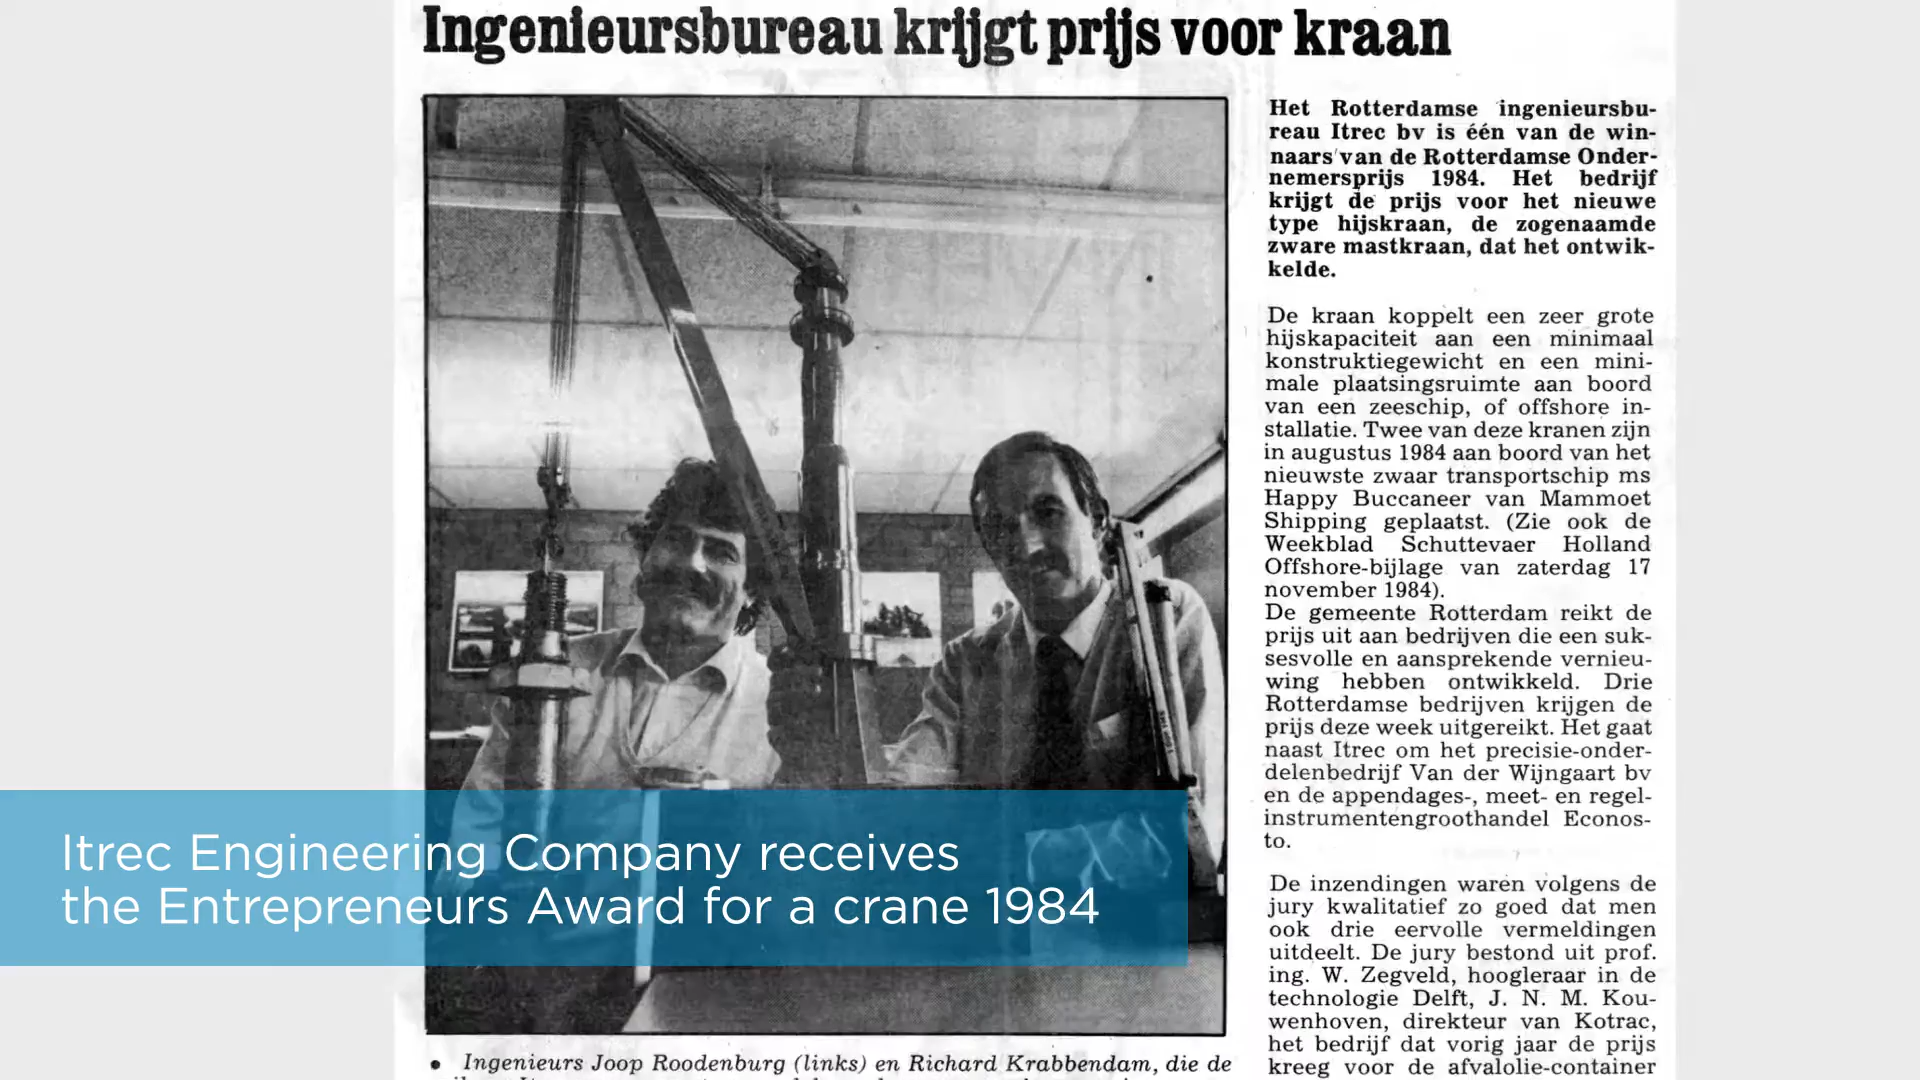 Ingenieursbureau krijgt prijs voor kraan
Het Rotterdamse ingenieursbu-
reau Itrec bv is één van de win-
naars van de Rotterdamse Onder-
nemersprijs 1984. Het bedrijf
krijgt de prijs voor het nieuwe
type hijskraan, de zogenaamde
zware mastkraan, dat het ontwik-
kelde.
De kraan koppelt een zeer grote
hijskapaciteit aan een minimaal
konstruktiegewicht en een mini-
male plaatsingsruimte aan boord
van een zeeschip, of offshore in-
stallatie. Twee van deze kranen zijn
in augustus 1984 aan boord van het
nieuwste zwaar transportschip ms
Happy Buccaneer van Mammoet
Shipping geplaatst. (Zie ook de
Weekblad Schuttevaer Holland
Offshore-bijlage van zaterdag 17
november 1984).
De gemeente Rotterdam reikt de
prijs uit aan bedrijven die een suk-
sesvolle en aansprekende vernieu-
wing hebben ontwikkeld. Drie
Rotterdamse bedrijven krijgen de
prijs deze week uitgereikt. Het gaat
naast Itrec om het precisie-onder-
delenbedrijf Van der Wijngaart bv
en de appendages-, meet- en regel-
instrumentengroothandel Econos-
to.
De inzendingen waren volgens de
jury kwalitatief zo goed dat men
ook drie eervolle vermeldingen
uitdeelt. De jury bestond uit prof.
ing. W. Zegveld, hoogleraar in de
technologie Delft, J. N. M. Kou-
wenhoven, direkteur van Kotrac,
het bedrijf dat vorig jaar de prijs
kreeg voor de afvalolie-container
• Ingenieurs Joop Roodenburg (links) en Richard Krabbendam, die de
Itrec Engineering Company receives
the Entrepreneurs Award for a crane 1984